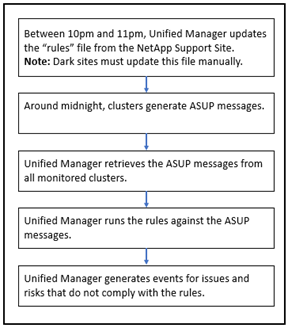 Between 10pm and 11pm, Unified Manager updates
the “rules” file from the NetApp Support Site.
Note: Dark sites must update this file manually.
Around midnight, clusters generate ASUP messages.
Unified Manager retrieves the ASUP messages from
all monitored clusters.
Unified Manager runs the rules against the ASUP
messages.
Unified Manager generates events for issues and
risks that do not comply with the rules.